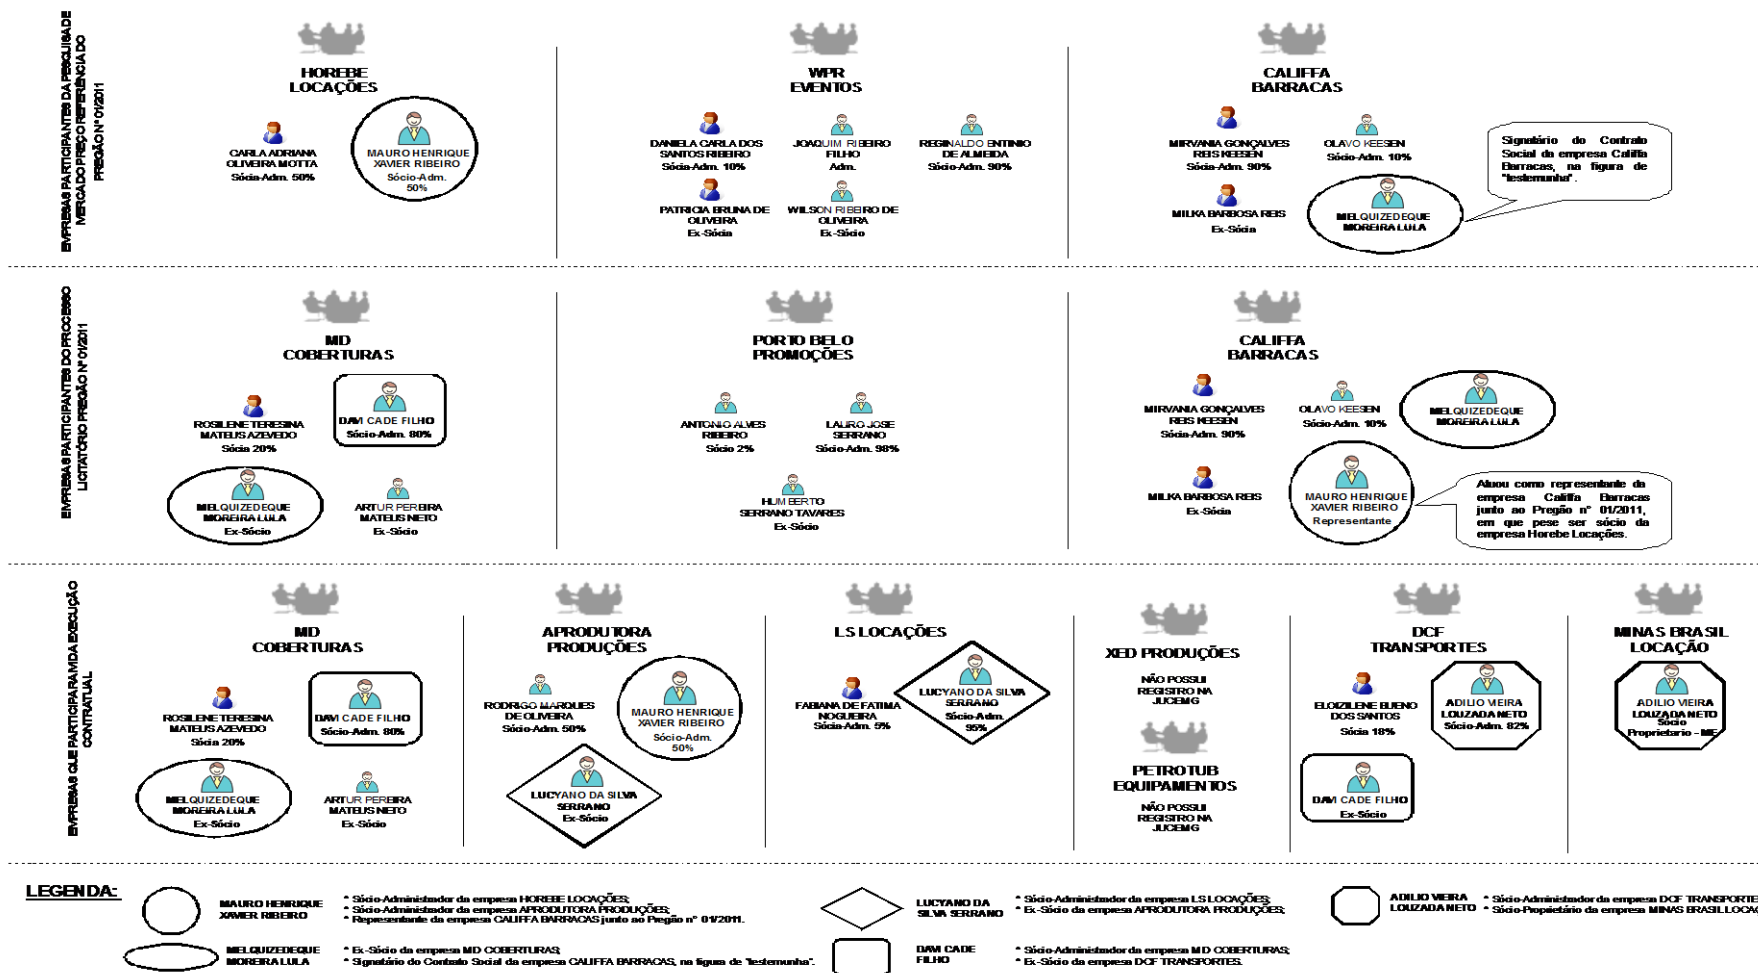 EMPRESAS PARTICIPANTES DA PESQUISA DE
MERCADO PREÇO REFERÊNCIA DO
PREGÃO Nº 01/2011
HOREBE
LOCAÇÕES
CARLA ADRIANA
OLIVEIRA MOTTA
Sócia-Adm. 50%
MAURO HENRIQUE
XAVIER RIBEIRO
Sócio-Adm.
50%
WPR
EVENTOS
DANIELA CARLA DOS
SANTOS RIBEIRO
Sócia-Adm. 10%
JOAQUIM RIBEIRO
FILHO
Adm.
REGINALDO ENTINIO
DE ALMEIDA
Sócio-Adm. 90%
PATRICIA BRUNA DE
OLIVEIRA
Ex-Sócia
WILSON RIBEIRO DE
OLIVEIRA
Ex-Sócio
CALIFFA
BARRACAS
MIRVANIA GONÇALVES
REIS KEESEN
Sócia-Adm. 90%
OLAVO KEESEN
Sócio-Adm. 10%
MILKA BARBOSA REIS
Ex-Sócia
MELQUIZEDEQUE
MOREIRA LULA
Signatário do Contrato
Social da empresa Califfa
Barracas, na figura de
"testemunha".
EMPRESAS PARTICIPANTES DO PROCESSO
LICITATÓRIO PREGÃO Nº 01/2011
MD
COBERTURAS
ROSILENE TERESINA
MATEUS AZEVEDO
Sócia 20%
DAVI CADE FILHO
Sócio-Adm. 80%
MELQUIZEDEQUE
MOREIRA LULA
Ex-Sócio
ARTUR PEREIRA
MATEUS NETO
Ex-Sócio
PORTO BELO
PROMOÇÕES
ANTONIO ALVES
RIBEIRO
Sócio 2%
LAURO JOSE
SERRANO
Sócio-Adm. 98%
HUMBERTO
SERRANO TAVARES
Ex-Sócio
CALIFFA
BARRACAS
MIRVANIA GONÇALVES
REIS KEESEN
Sócia-Adm. 90%
OLAVO KEESEN
Sócio-Adm. 10%
MELQUIZEDEQUE
MOREIRA LULA
MILKA BARBOSA REIS
Ex-Sócia
MAURO HENRIQUE
XAVIER RIBEIRO
Representante
Atuou como representante da
empresa Califfa Barracas
junto ao Pregão nº 01/2011,
em que pese ser sócio da
empresa Horebe Locações.
EMPRESAS QUE PARTICIPARAM DA EXECUÇÃO
CONTRATUAL
MD
COBERTURAS
ROSILENE TERESINA
MATEUS AZEVEDO
Sócia 20%
DAVI CADE FILHO
Sócio-Adm. 80%
MELQUIZEDEQUE
MOREIRA LULA
Ex-Sócio
ARTUR PEREIRA
MATEUS NETO
Ex-Sócio
APRODUTORA
PRODUÇÕES
RODRIGO MARQUES
DE OLIVEIRA
Sócio-Adm. 50%
MAURO HENRIQUE
XAVIER RIBEIRO
Sócio-Adm.
50%
LUCYANO DA SILVA
SERRANO
Ex-Sócio
LS LOCAÇÕES
FABIANA DE FATIMA
NOGUEIRA
Sócia-Adm. 5%
LUCYANO DA SILVA
SERRANO
Sócio-Adm.
95%
XED PRODUÇÕES
NÃO POSSUI
REGISTRO NA
JUCEMG
PETROTUB
EQUIPAMENTOS
NÃO POSSUI
REGISTRO NA
JUCEMG
DCF
TRANSPORTES
ELOIZILENE BUENO
DOS SANTOS
Sócia 18%
ADILIO VIEIRA
LOUZADA NETO
Sócio-Adm. 82%
DAVI CADE FILHO
Ex-Sócio
MINAS BRASIL
LOCAÇÃO
ADILIO VIEIRA
LOUZADA NETO
Sócio
Proprietario - ME
LEGENDA:
MAURO HENRIQUE
XAVIER RIBEIRO
* Sócio-Administrador da empresa HOREBE LOCAÇÕES;
* Sócio-Administrador da empresa APRODUTORA PRODUÇÕES;
* Representante da empresa CALIFFA BARRACAS junto ao Pregão nº 01/2011.
MELQUIZEDEQUE
MOREIRA LULA
* Ex-Sócio da empresa MD COBERTURAS;
* Signatário do Contrato Social da empresa CALIFFA BARRACAS, na figura de "testemunha".
LUCYANO DA
SILVA SERRANO
* Sócio-Administrador da empresa LS LOCAÇÕES;
* Ex-Sócio da empresa APRODUTORA PRODUÇÕES;
DAVI CADE
FILHO
* Sócio-Administrador da empresa MD COBERTURAS;
* Ex-Sócio da empresa DCF TRANSPORTES.
ADILIO VIEIRA
LOUZADA NETO
* Sócio-Administrador da empresa DCF TRANSPORTE
* Sócio-Proprietário da empresa MINAS BRASIL LOCAÇ